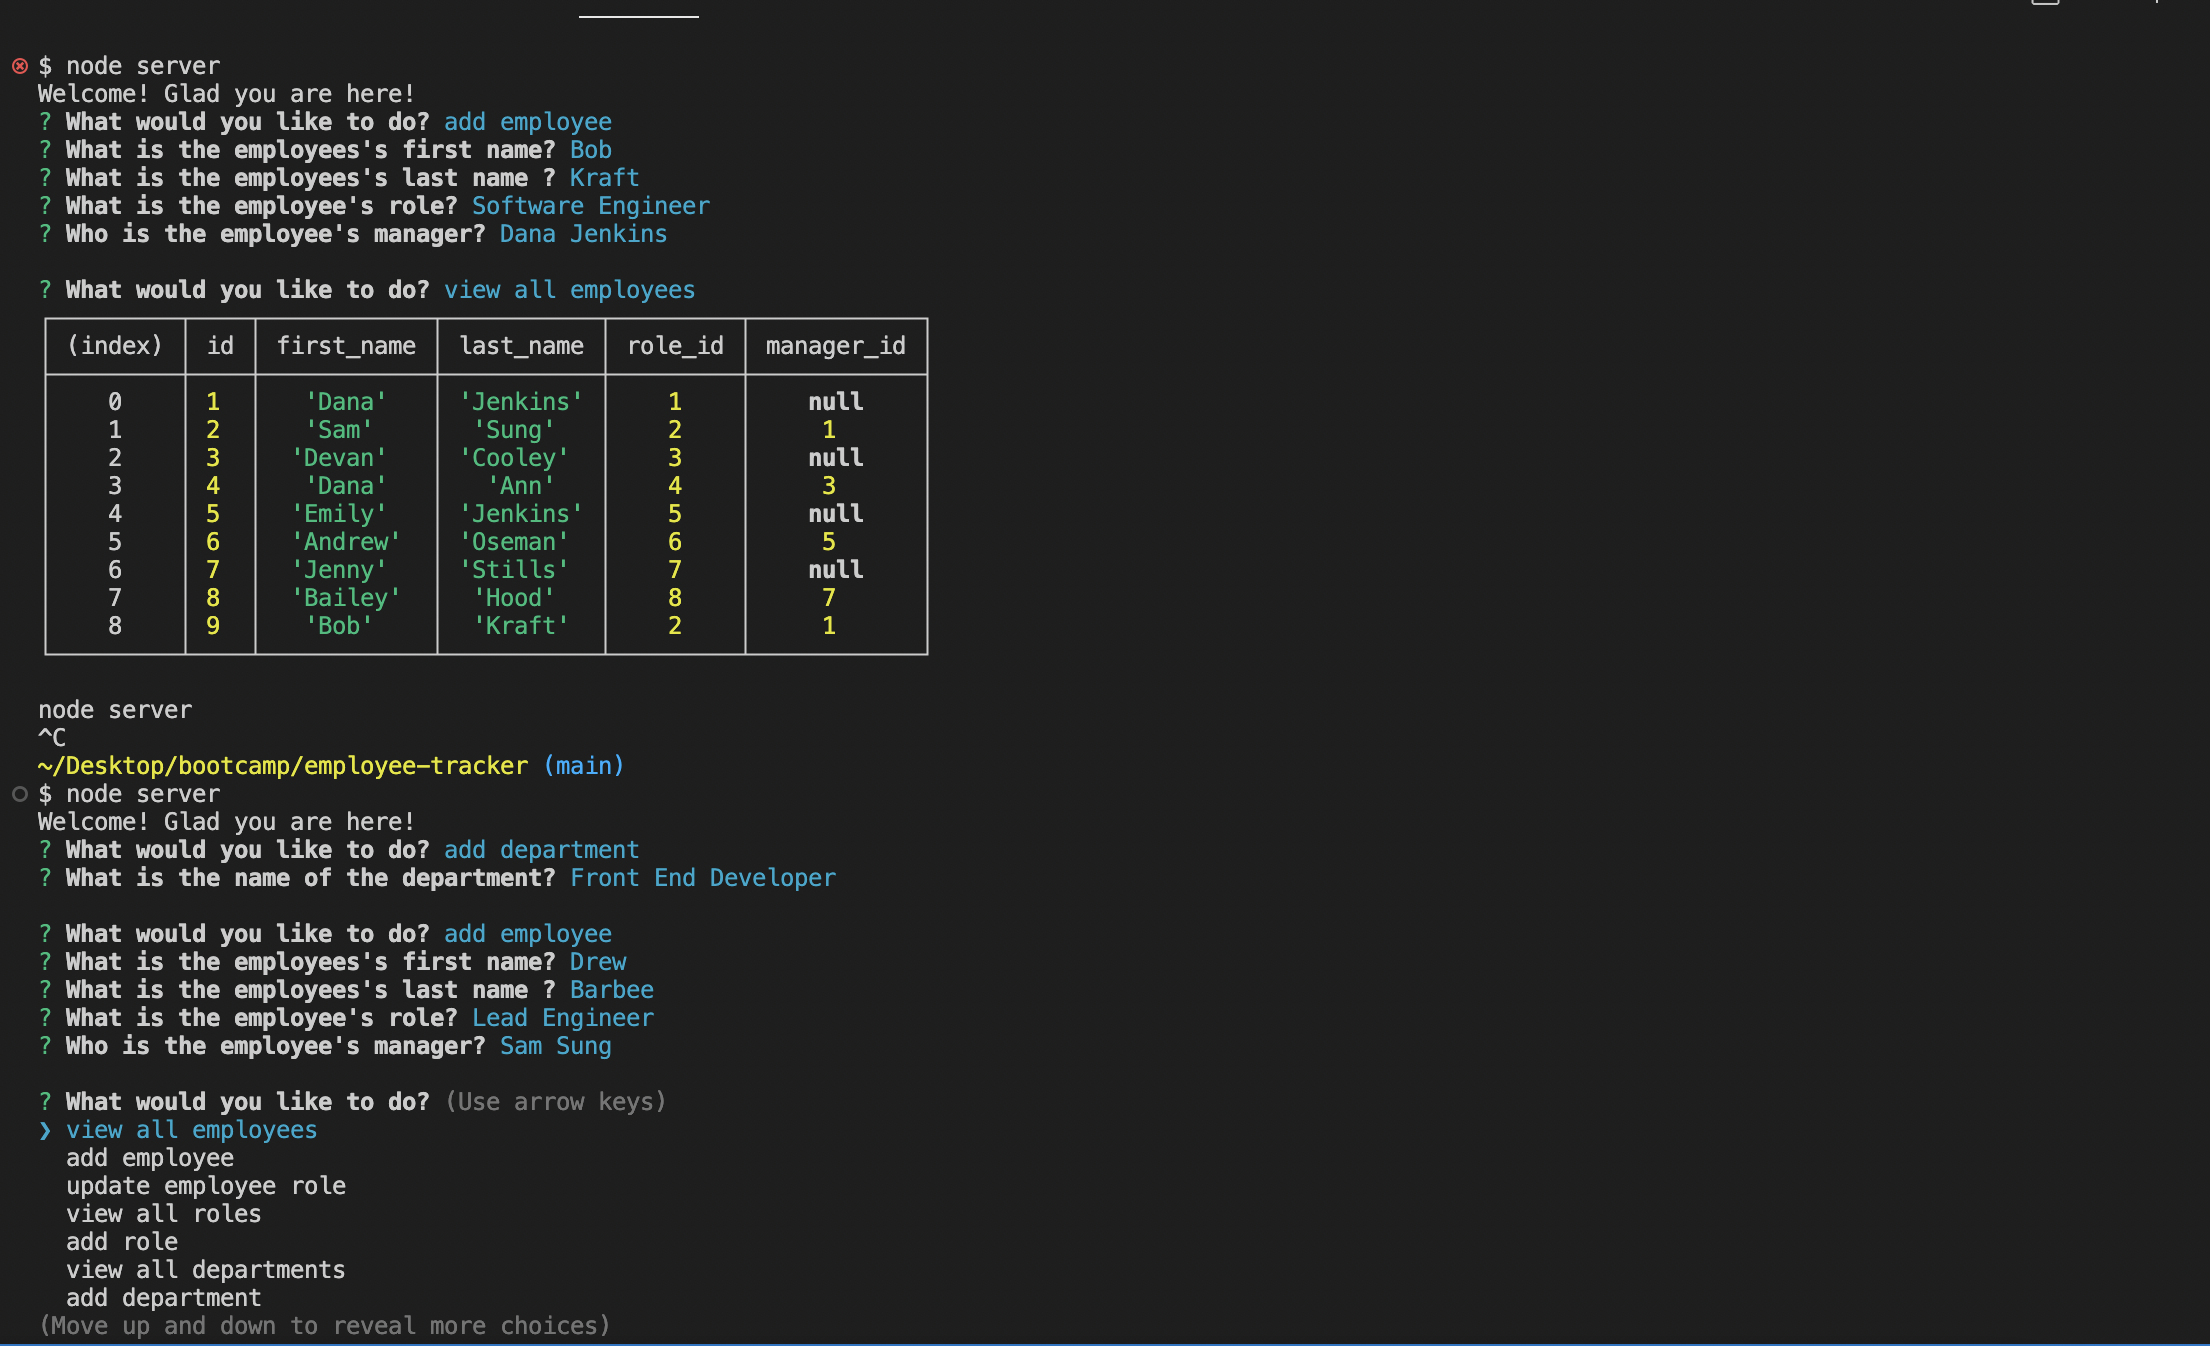 $ node server
Welcome! Glad you are here!
? What would you like to do? add employee
? What is the employees's first name? Bob
? What is the employees's last name ? Kraft
? What is the employee's role? Software Engineer
? Who is the employee's manager? Dana Jenkins
? What would you like to do? view all employees
(index) id first_name last_name role_id manager_id
0 1 'Dana' 'Jenkins' 1 null
1 2 'Sam' 'Sung' 2 1
2 3 'Devan' 'Cooley' 3 null
3 4 'Dana' 'Ann' 4 3
4 5 'Emily' 'Jenkins' 5 null
5 6 'Andrew' 'Oseman' 6 5
6 7 'Jenny' 'Stills' 7 null
7 8 'Bailey' 'Hood' 8 7
8 9 'Bob' 'Kraft' 2 1
node server
^C
~/Desktop/bootcamp/employee-tracker (main)
$ node server
Welcome! Glad you are here!
? What would you like to do? add department
? What is the name of the department? Front End Developer
? What would you like to do? add employee
? What is the employees's first name? Drew
? What is the employees's last name ? Barbee
? What is the employee's role? Lead Engineer
? Who is the employee's manager? Sam Sung
? What would you like to do? (Use arrow keys)
❯ view all employees
add employee
update employee role
view all roles
add role
view all departments
add department
(Move up and down to reveal more choices)